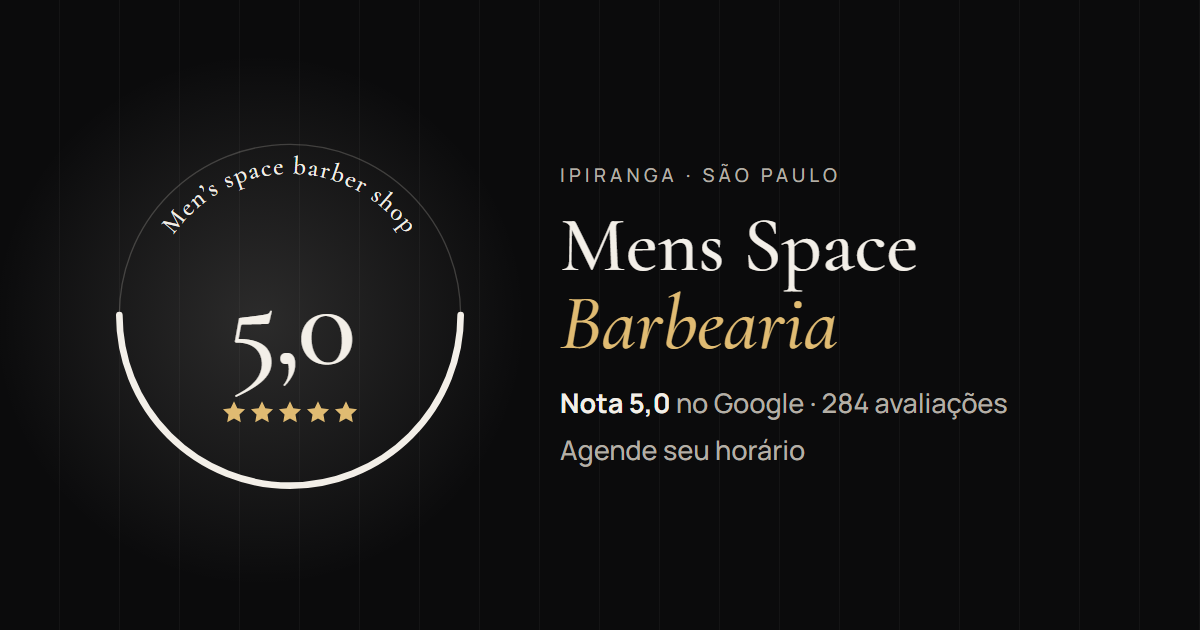 Men's space barber shop
5,0
IPIRANGA · SÃO PAULO
Mens Space
Barbearia
Nota 5,0 no Google · 284 avaliações
Agende seu horário